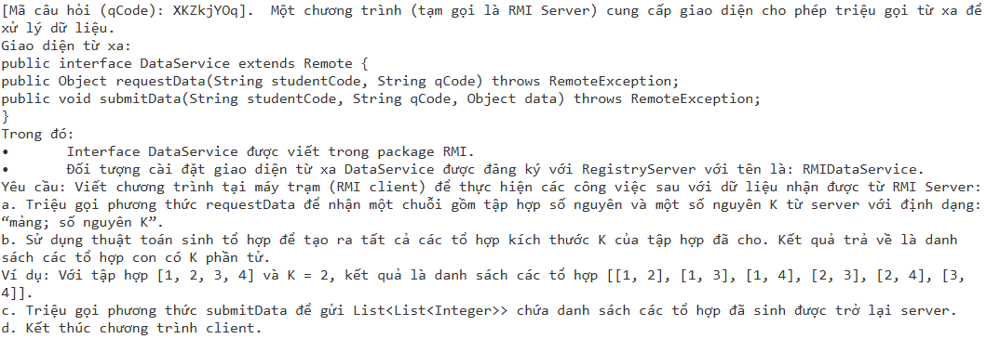 [Mã câu hỏi (qCode): XKZkjYOq].  Một chương trình (tạm gọi là RMI Server) cung cấp giao diện cho phép triệu gọi từ xa để
xử lý dữ liệu.
Giao diện từ xa:
public interface DataService extends Remote {
public Object requestData(String studentCode, String qCode) throws RemoteException;
public void submitData(String studentCode, String qCode, Object data) throws RemoteException;
}
Trong đó:
•	Interface DataService được viết trong package RMI.
•	Đối tượng cài đặt giao diện từ xa DataService được đăng ký với RegistryServer với tên là: RMIDataService.
Yêu cầu: Viết chương trình tại máy trạm (RMI client) để thực hiện các công việc sau với dữ liệu nhận được từ RMI Server:
a. Triệu gọi phương thức requestData để nhận một chuỗi gồm tập hợp số nguyên và một số nguyên K từ server với định dạng:
“mảng; số nguyên K”.
b. Sử dụng thuật toán sinh tổ hợp để tạo ra tất cả các tổ hợp kích thước K của tập hợp đã cho. Kết quả trả về là danh
sách các tổ hợp con có K phần tử.
Ví dụ: Với tập hợp [1, 2, 3, 4] và K = 2, kết quả là danh sách các tổ hợp [[1, 2], [1, 3], [1, 4], [2, 3], [2, 4], [3,
4]].
c. Triệu gọi phương thức submitData để gửi List<List<Integer>> chứa danh sách các tổ hợp đã sinh được trở lại server.
d. Kết thúc chương trình client.